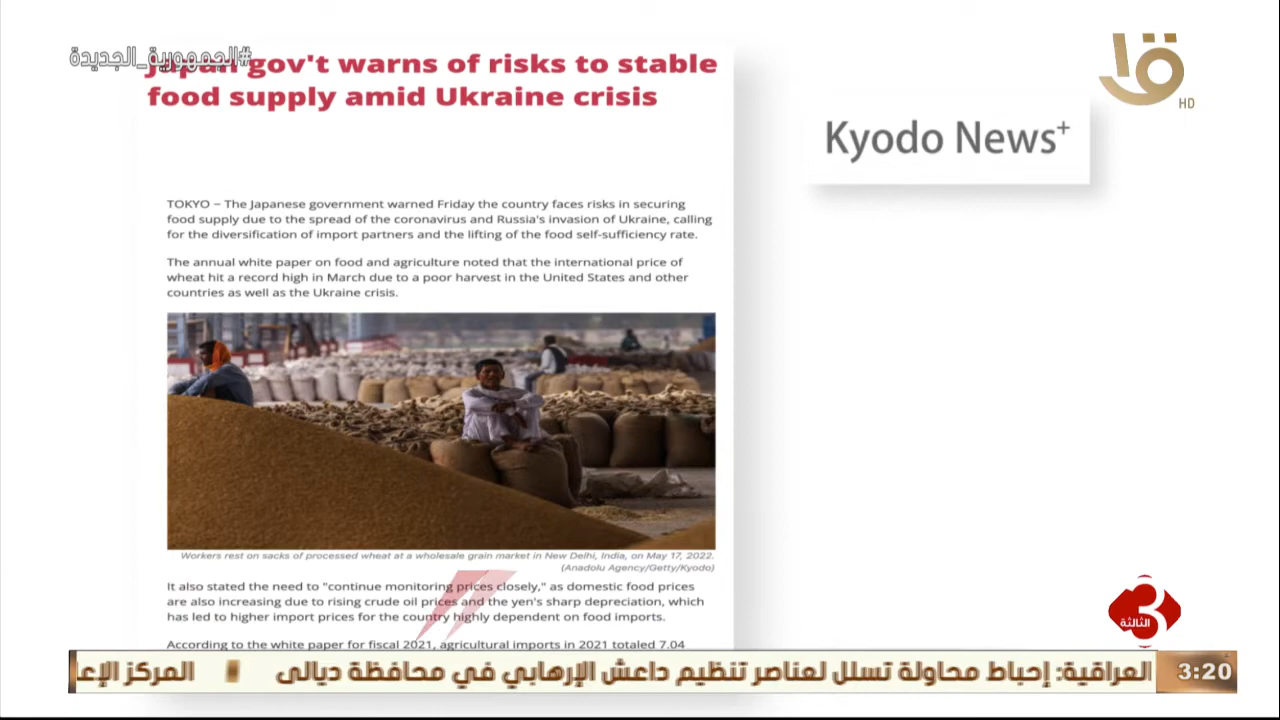 #الجمهورية_الجديدة
Japan gov't warns of risks to stable
food supply amid Ukraine crisis
HD
Kyodo News+
TOKYO – The Japanese government warned Friday the country faces risks in securing
food supply due to the spread of the coronavirus and Russia's invasion of Ukraine, calling
for the diversification of import partners and the lifting of the food self-sufficiency rate.
The annual white paper on food and agriculture noted that the international price of
wheat hit a record high in March due to a poor harvest in the United States and other
countries as well as the Ukraine crisis.
Workers rest on sacks of processed wheat at a wholesale grain market in New Delhi, India, on May 17, 2022.
(Anadolu Agency/Getty/Kyodo)
It also stated the need to "continue monitoring prices closely," as domestic food prices
are also increasing due to rising crude oil prices and the yen's sharp depreciation, which
has led to higher import prices for the country highly dependent on food imports.
According to the white paper for fiscal 2021, agricultural imports in 2021 totaled 7.04
3
الثالثة
3:20
العراقية: إحباط محاولة تسلل لعناصر تنظيم داعش الإرهابي في محافظة ديالى
المركز الإعا